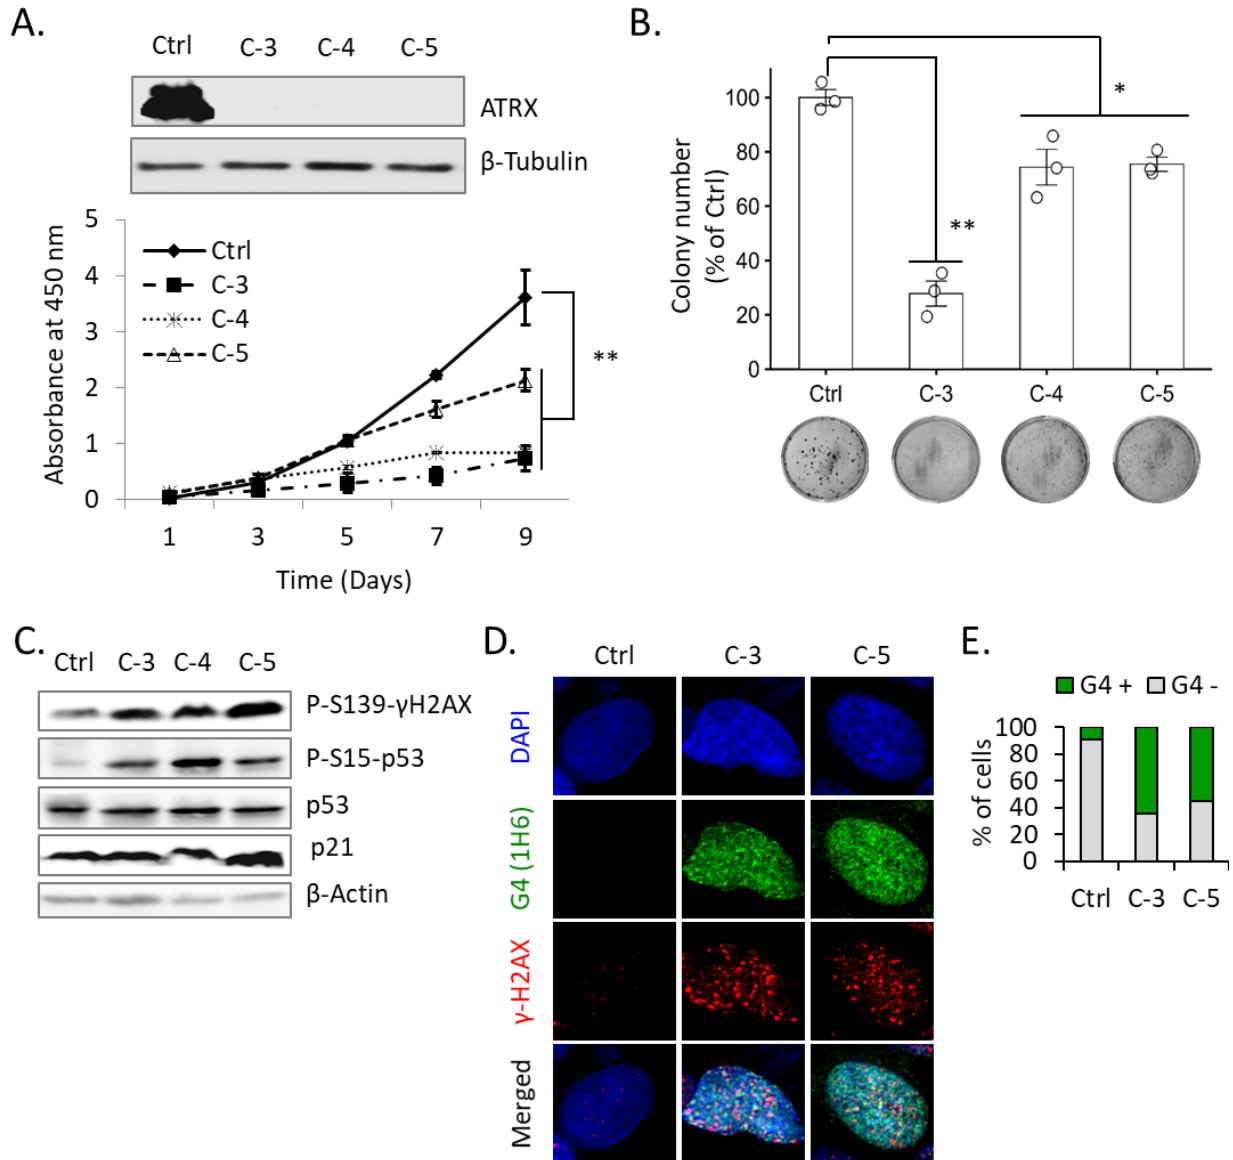 A.
Ctrl C-3 C-4 C-5
ATRX
β-Tubulin
Absorbance at 450 nm
5
4
3
2
1
0
Ctrl
C-3
C-4
C-5
**
1 3 5 7 9
Time (Days)
B.
Colony number
(% of Ctrl)
100
80
60
40
20
0
**
*
Ctrl C-3 C-4 C-5
C.
Ctrl C-3 C-4 C-5
P-S139-γH2AX
P-S15-p53
p53
p21
β-Actin
D.
Ctrl C-3 C-5
DAPI
G4 (1H6)
γ-H2AX
Merged
E.
G4 + G4 -
% of cells
100
80
60
40
20
0
Ctrl C-3 C-5